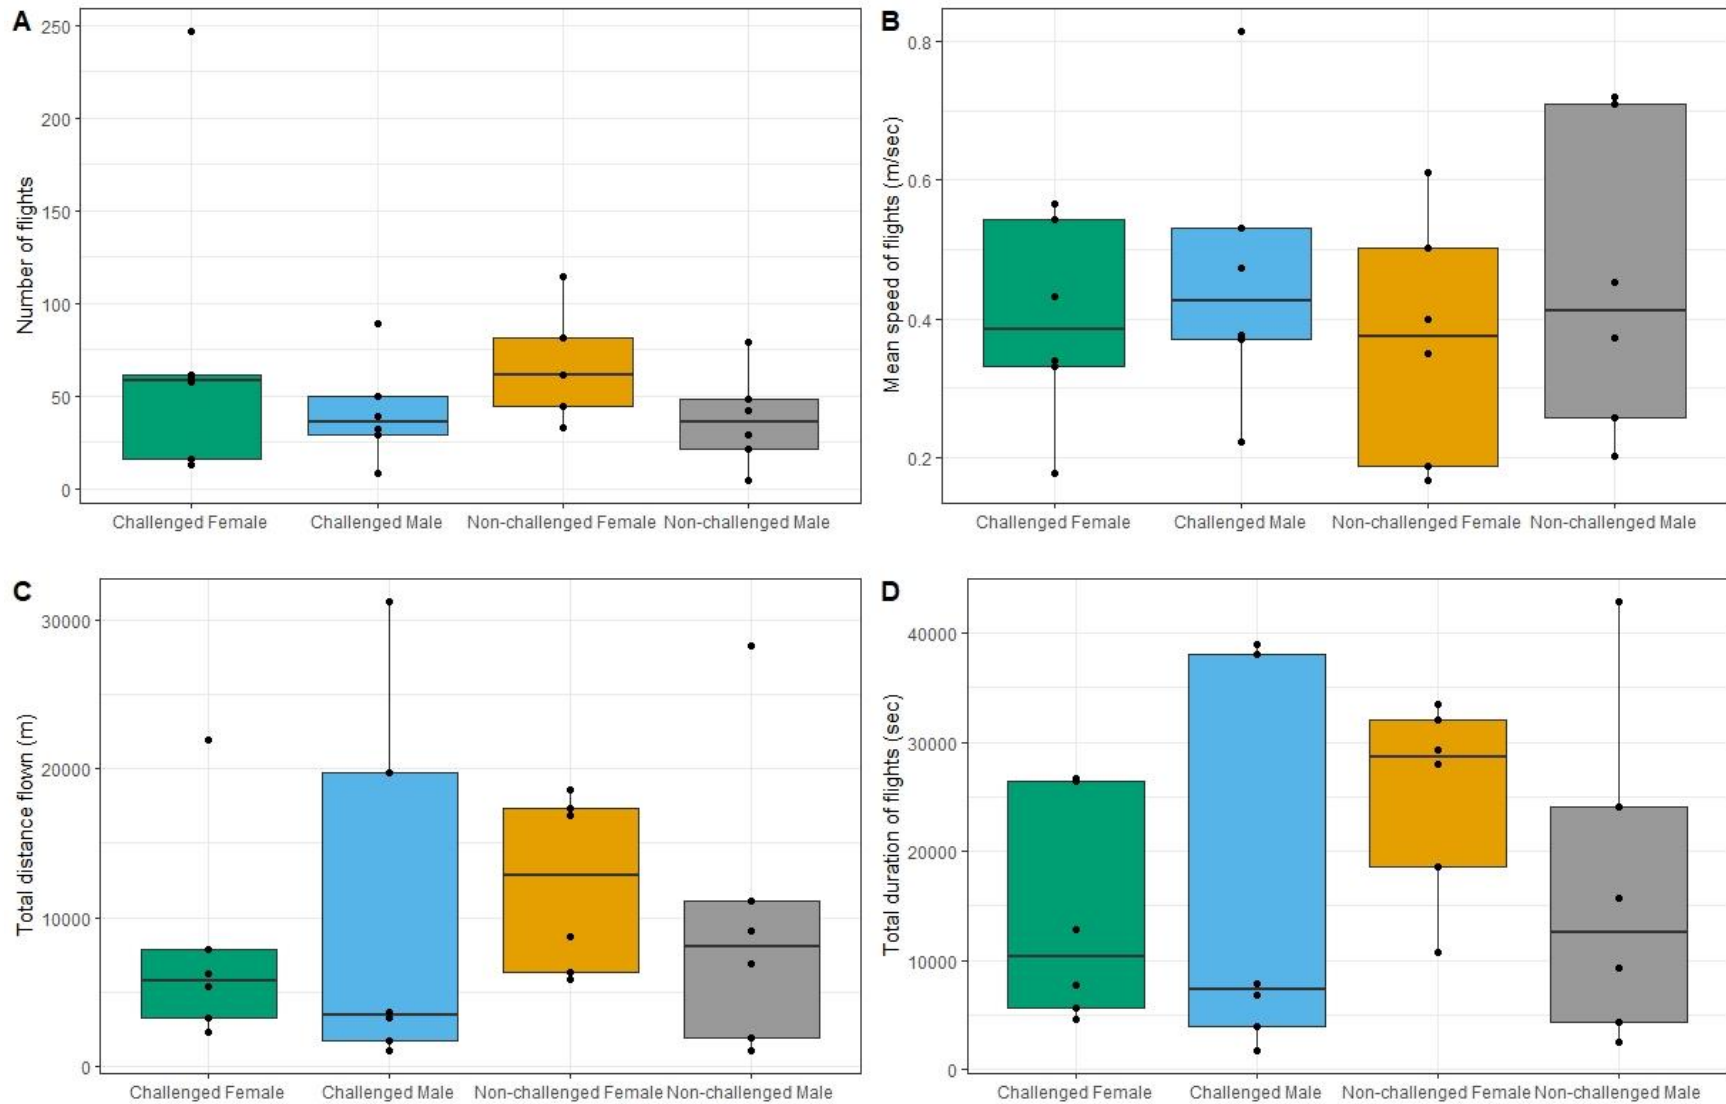 A
Number of flights
250
200
150
100
50
0
Challenged Female Challenged Male Non-challenged Female Non-challenged Male
B
Mean speed of flights (m/sec)
0.8
0.6
0.4
0.2
Challenged Female Challenged Male Non-challenged Female Non-challenged Male
C
Total distance flown (m)
30000
20000
10000
0
Challenged Female Challenged Male Non-challenged Female Non-challenged Male
D
Total duration of flights (sec)
40000
30000
20000
10000
0
Challenged Female Challenged Male Non-challenged Female Non-challenged Male